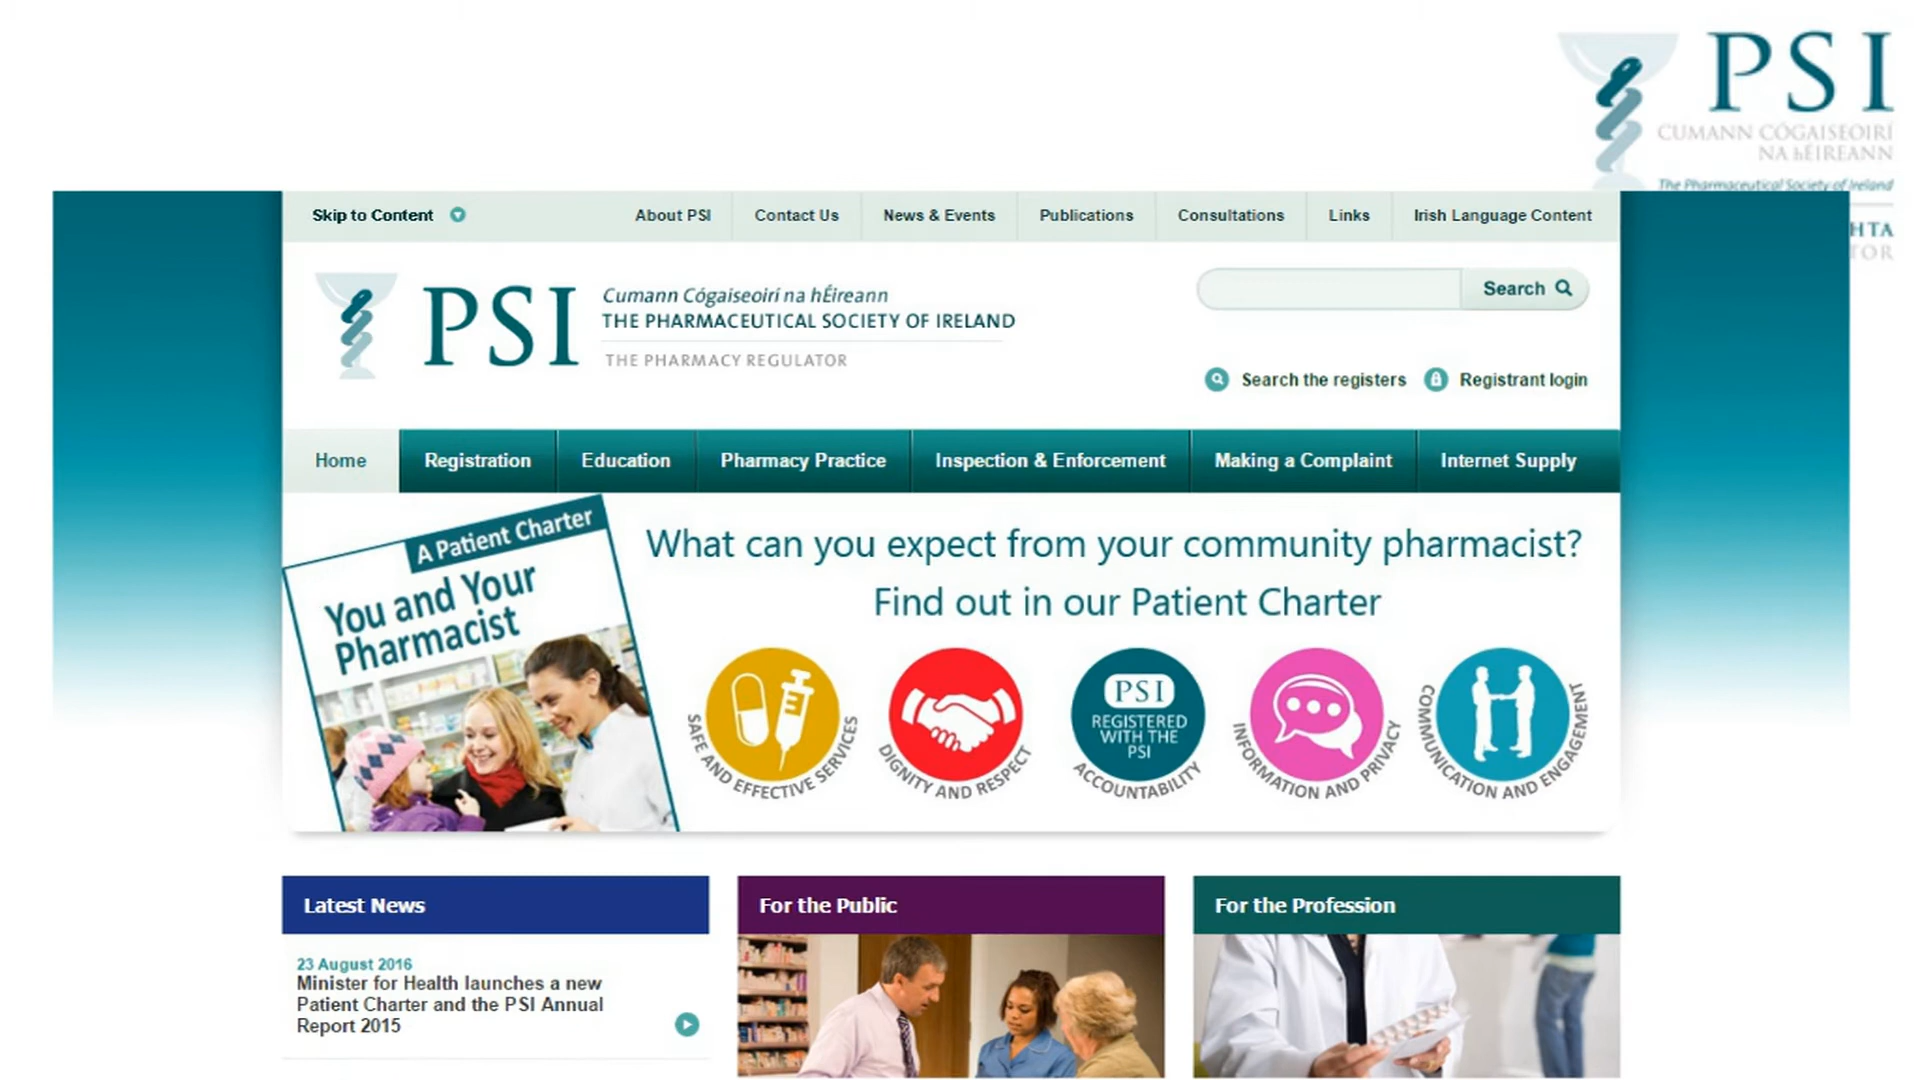 PSI
CUMANN CÓGAISEOIRÍ
NA hÉIREANN
The Pharmaceutical Society of Ireland
HTA
TOR
Skip to Content
About PSI
Contact Us
News & Events
Publications
Consultations
Links
Irish Language Content
PSI
Cumann Cógaiseoirí na hÉireann
THE PHARMACEUTICAL SOCIETY OF IRELAND
THE PHARMACY REGULATOR
Search
Search the registers
Registrant login
Home
Registration
Education
Pharmacy Practice
Inspection & Enforcement
Making a Complaint
Internet Supply
A Patient Charter
You and Your
Pharmacist
What can you expect from your community pharmacist?
Find out in our Patient Charter
SAFE AND EFFECTIVE SERVICES
DIGNITY AND RESPECT
PSI
REGISTERED
WITH THE
PSI
ACCOUNTABILITY
INFORMATION AND PRIVACY
COMMUNICATION AND ENGAGEMENT
Latest News
23 August 2016
Minister for Health launches a new
Patient Charter and the PSI Annual
Report 2015
For the Public
For the Profession